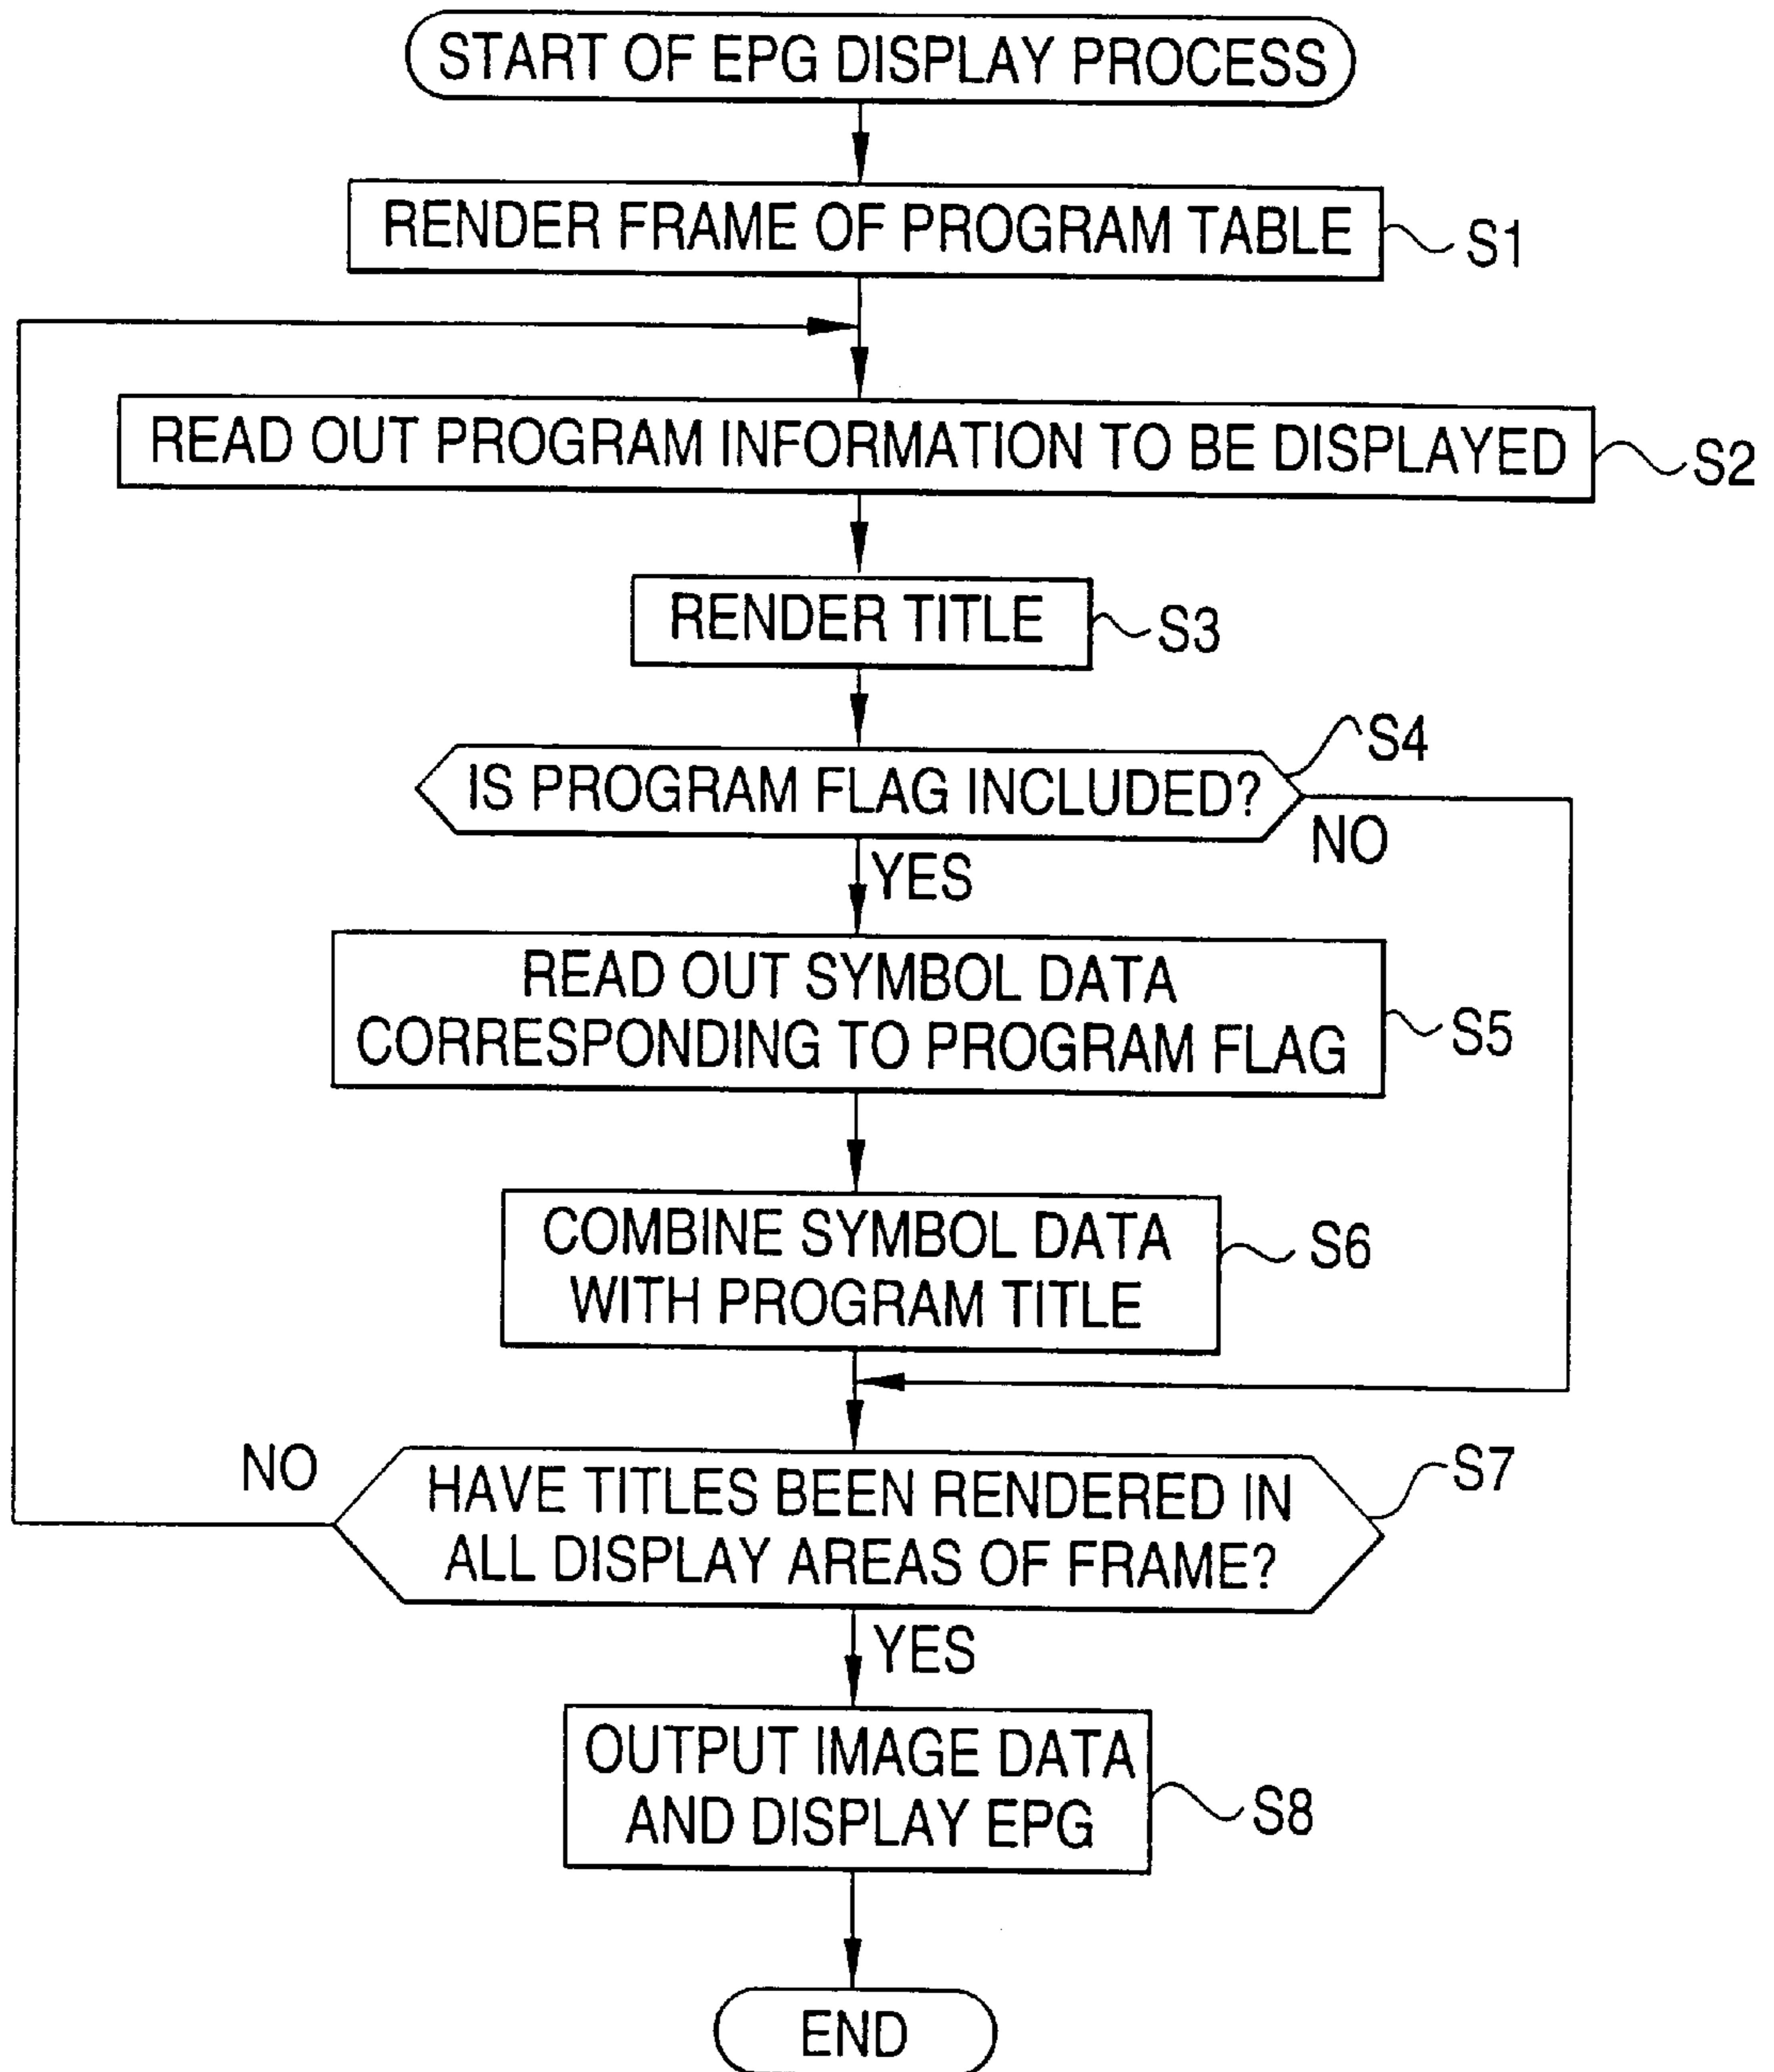 START OF EPG DISPLAY PROCESS
RENDER FRAME OF PROGRAM TABLE
S1
READ OUT PROGRAM INFORMATION TO BE DISPLAYED
S2
RENDER TITLE
S3
S4
IS PROGRAM FLAG INCLUDED?
NO
YES
READ OUT SYMBOL DATA
CORRESPONDING TO PROGRAM FLAG
S5
COMBINE SYMBOL DATA
WITH PROGRAM TITLE
S6
NO
S7
HAVE TITLES BEEN RENDERED IN
ALL DISPLAY AREAS OF FRAME?
YES
OUTPUT IMAGE DATA
AND DISPLAY EPG
S8
END